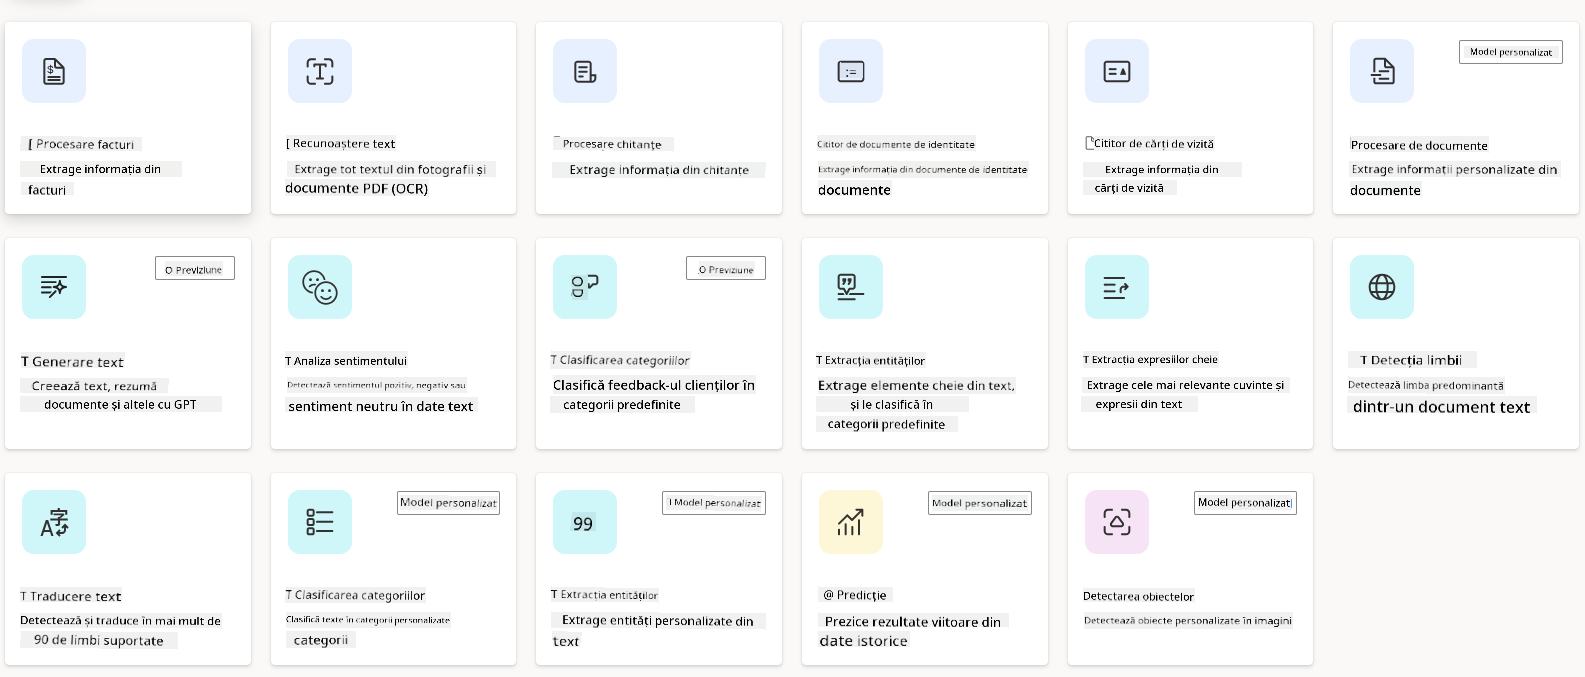 [ Procesare facturi
Extrage informația din
facturi
[ Recunoaștere text
Extrage tot textul din fotografii și
documente PDF (OCR)
Procesare chitanțe
Extrage informația din chitanțe
Cititor de documente de identitate
Extrage informația din documente de identitate
documente
Cititor de cărți de vizită
Extrage informația din
cărți de vizită
Model personalizat
Procesare de documente
Extrage informații personalizate din
documente
O Previziune
T Generare text
Creează text, rezumă
documente și altele cu GPT
T Analiza sentimentului
Detectează sentimentul pozitiv, negativ sau
sentiment neutru în date text
O Previziune
T Clasificarea categoriilor
Clasifică feedback-ul clienților în
categorii predefinite
T Extracția entităților
Extrage elemente cheie din text,
și le clasifică în
categorii predefinite
T Extracția expresiilor cheie
Extrage cele mai relevante cuvinte și
expresii din text
T Detecția limbii
Detectează limba predominantă
dintr-un document text
T Traducere text
Detectează și traduce în mai mult de
90 de limbi suportate
Model personalizat
T Clasificarea categoriilor
Clasifică texte în categorii personalizate
categorii
Model personalizat
99
T Extracția entităților
Extrage entități personalizate din
text
Model personalizat
@ Predicție
Prezice rezultate viitoare din
date istorice
Model personalizat
Detectarea obiectelor
Detectează obiecte personalizate în imagini